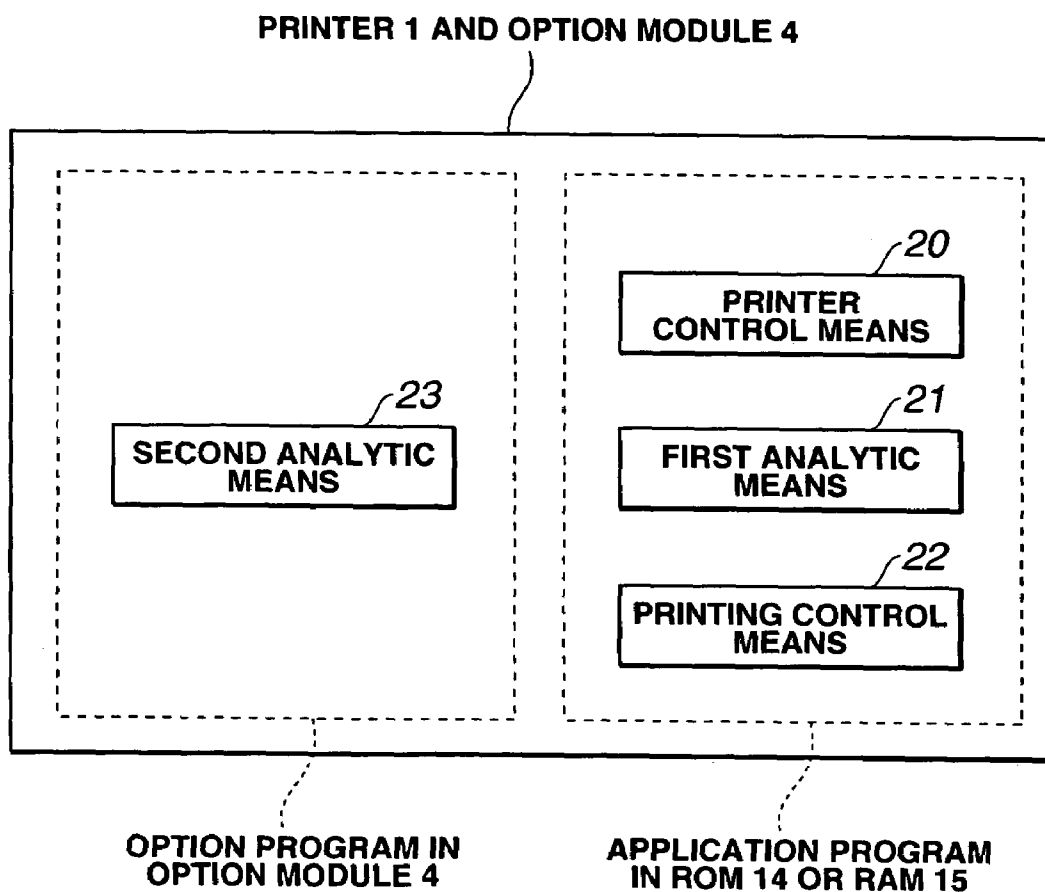 PRINTER 1 AND OPTION MODULE 4
20
PRINTER
CONTROL MEANS
23
SECOND ANALYTIC
MEANS
21
FIRST ANALYTIC
MEANS
22
PRINTING CONTROL
MEANS
OPTION PROGRAM IN
OPTION MODULE 4
APPLICATION PROGRAM
IN ROM 14 OR RAM 15